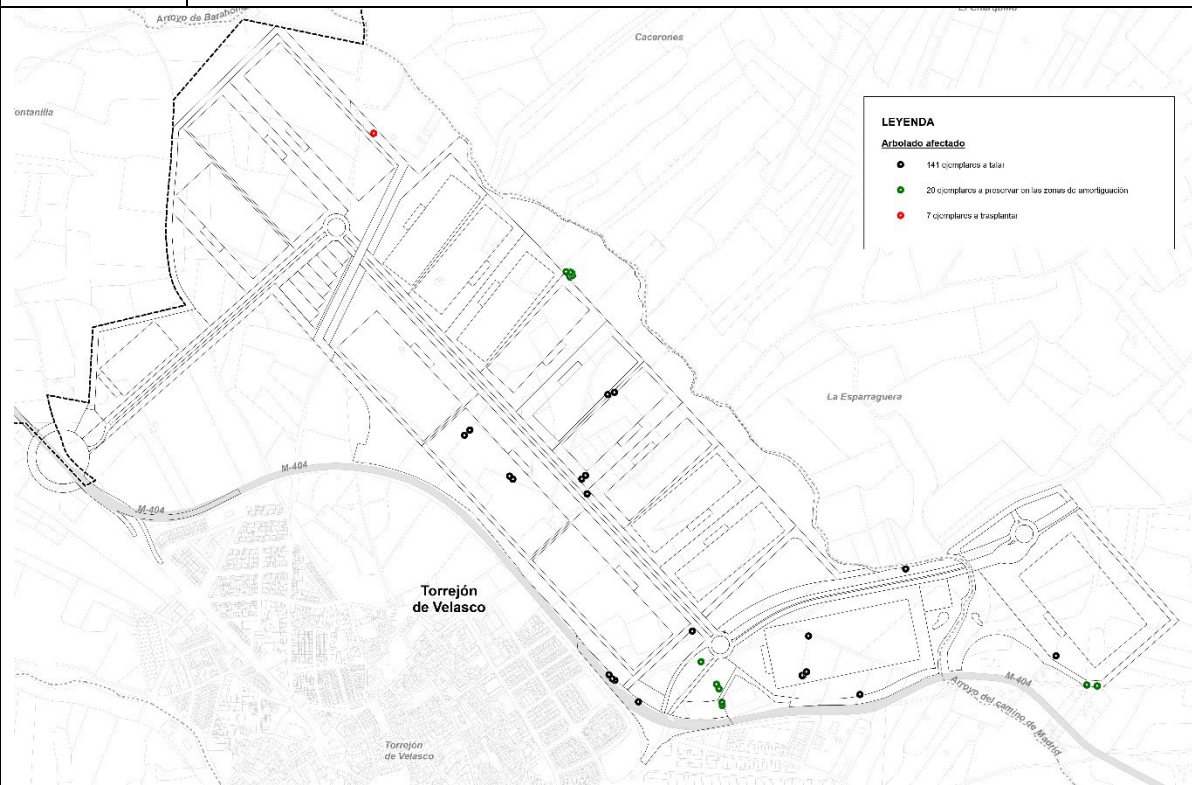 Arroyo de Barahona
Cacerones
LEYENDA
Arbolado afectado
141 ejemplares a talar
20 ejemplares a preservar en las zonas de amortiguación
7 ejemplares a trasplantar
La Esparraguera
M-404
M-404
Torrejón
de Velasco
M-404
Arroyo del camino de Madrid
Torrejón
de Velasco